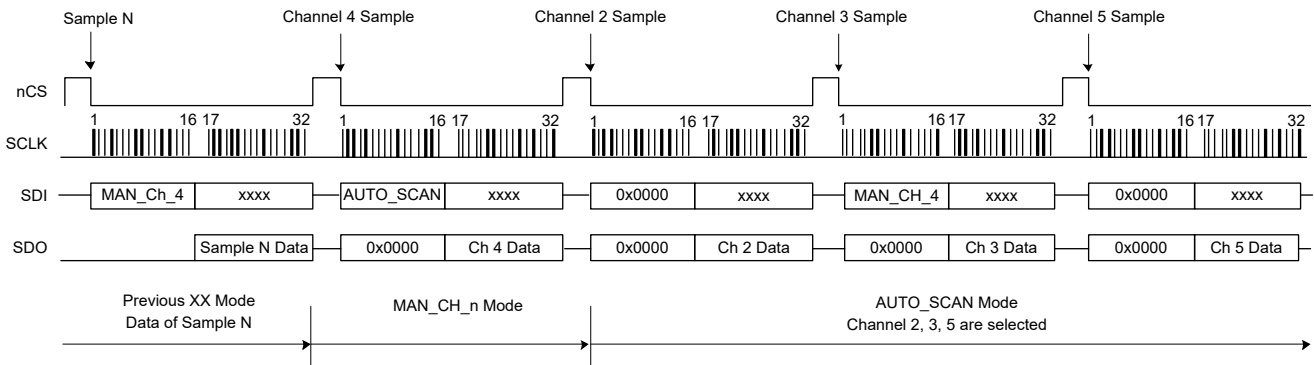 Sample N Channel 4 Sample Channel 2 Sample Channel 3 Sample Channel 5 Sample
nCS
1 16 17 32 1 16 17 32 1 16 17 32 1 16 17 32 1 16 17 32
SCLK
SDI MAN_Ch_4 xxxx AUTO_SCAN xxxx 0x0000 xxxx MAN_CH_4 xxxx 0x0000 xxxx
SDO Sample N Data 0x0000 Ch 4 Data 0x0000 Ch 2 Data 0x0000 Ch 3 Data 0x0000 Ch 5 Data
Previous XX Mode MAN_CH_n Mode AUTO_SCAN Mode
Data of Sample N Channel 2, 3, 5 are selected